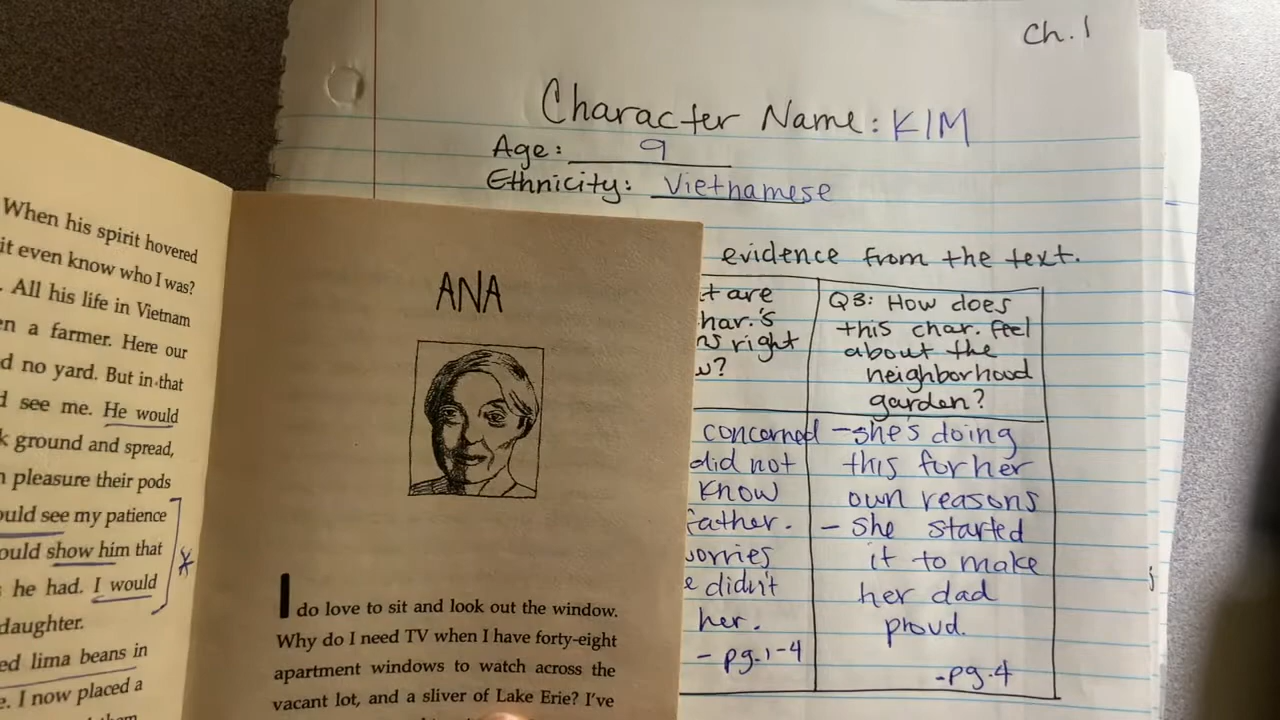 When his spirit hovered
it even know who I was?
. All his life in Vietnam
en a farmer. Here our
d no yard. But in that
d see me. He would
k ground and spread,
n pleasure their pods
ould see my patience
ould show him that
s he had. I would
daughter.
ed lima beans in
e. I now placed a
ANA
I do love to sit and look out the window.
Why do I need TV when I have forty-eight
apartment windows to watch across the
vacant lot, and a sliver of Lake Erie? I've
Ch. 1
Character Name: KIM
Age: 9
Ethnicity: Vietnamese
evidence from the text.
t are
har.'s
ns right
w?
Q3: How does
this char. feel
about the
neighborhood
garden?
concerned
did not
know
father.
worries
e didn't
her.
- pg. 1-4
- she's doing
this for her
own reasons
- she started
it to make
her dad
proud.
- pg. 4